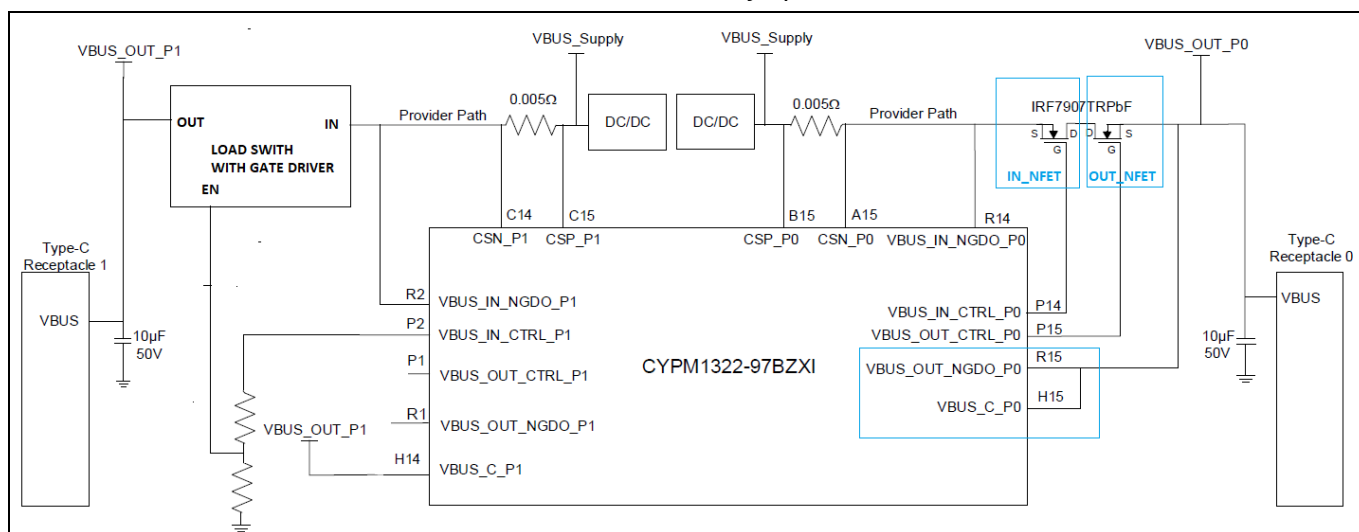 VBUS_OUT_P1
VBUS_Supply
VBUS_Supply
VBUS_OUT_P0
OUT
IN
LOAD SWITH
WITH GATE DRIVER
EN
Provider Path
0.005Ω
DC/DC
DC/DC
0.005Ω
Provider Path
IRF7907TRPbF
S
D
G
D
S
G
IN_NFET
OUT_NFET
C14
C15
B15
A15
R14
CSN_P1
CSP_P1
CSP_P0
CSN_P0
VBUS_IN_NGDO_P0
Type-C
Receptacle 1
VBUS
10µF
50V
R2
VBUS_IN_NGDO_P1
P2
VBUS_IN_CTRL_P1
P1
VBUS_OUT_CTRL_P1
R1
VBUS_OUT_NGDO_P1
VBUS_OUT_P1
H14
VBUS_C_P1
CYPM1322-97BZXI
VBUS_IN_CTRL_P0
P14
VBUS_OUT_CTRL_P0
P15
VBUS_OUT_NGDO_P0
R15
VBUS_C_P0
H15
Type-C
Receptacle 0
VBUS
10µF
50V